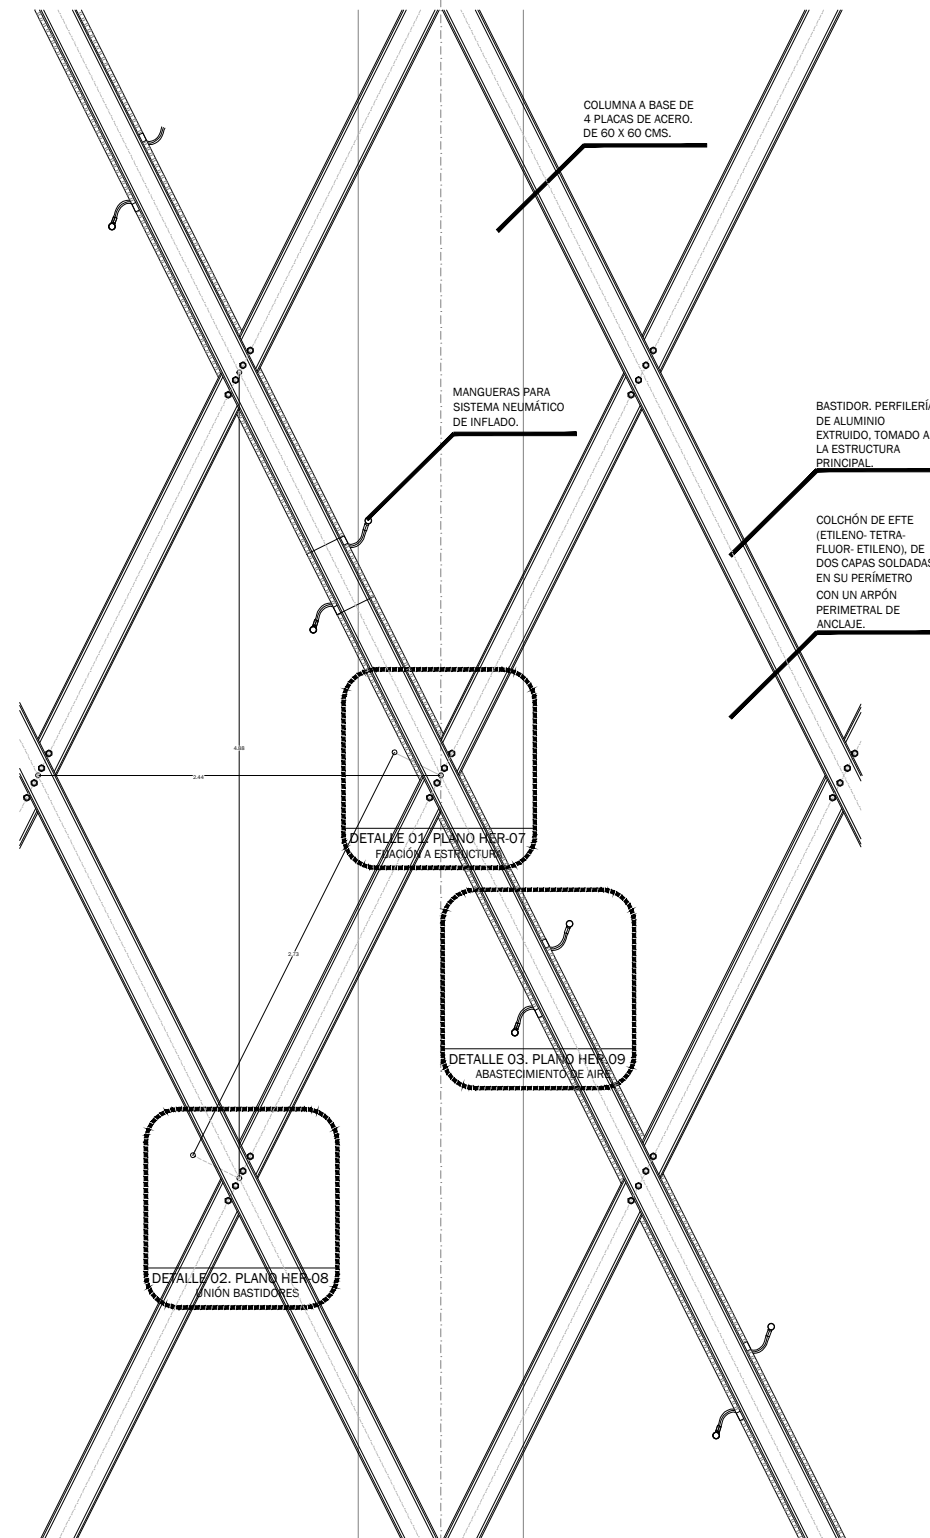 COLUMNA A BASE DE
4 PLACAS DE ACERO.
DE 60 X 60 CMS.
MANGUERAS PARA
SISTEMA NEUMÁTICO
DE INFLADO.
BASTIDOR. PERFILERÍA
DE ALUMINIO
EXTRUIDO, TOMADO A
LA ESTRUCTURA
PRINCIPAL.
COLCHÓN DE EFTE
(ETILENO- TETRA-
FLUOR- ETILENO), DE
DOS CAPAS SOLDADAS
EN SU PERÍMETRO
CON UN ARPÓN
PERIMETRAL DE
ANCLAJE.
4.48
2.44
DETALLE 01. PLANO HER-07
FIJACIÓN A ESTRUCTURA
2.73
DETALLE 03. PLANO HER-09
ABASTECIMIENTO DE AIRE
DETALLE 02. PLANO HER-08
UNIÓN BASTIDORES